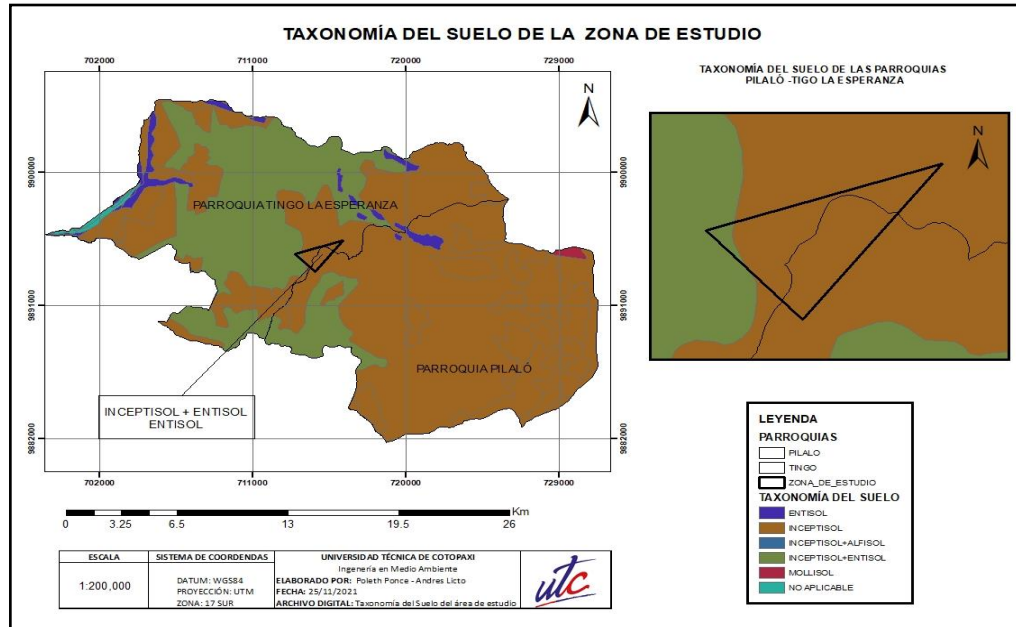 TAXONOMÍA DEL SUELO DE LA ZONA DE ESTUDIO
702000 711000 720000 729000
N
9900000 9900000
PARROQUIA TINGO LA ESPERANZA
9891000 9891000
PARROQUIA PILALÓ
INCEPTISOL + ENTISOL
ENTISOL
9882000 9882000
702000 711000 720000 729000
Km
0 3.25 6.5 13 19.5 26
TAXONOMÍA DEL SUELO DE LAS PARROQUIAS
PILALÓ -TIGO LA ESPERANZA
N
LEYENDA
PARROQUIAS
PILALO
TINGO
ZONA_DE_ESTUDIO
TAXONOMÍA DEL SUELO
ENTISOL
INCEPTISOL
INCEPTISOL+ALFISOL
INCEPTISOL+ENTISOL
MOLLISOL
NO APLICABLE
ESCALA
1:200,000
SISTEMA DE COORDENDAS
DATUM: WGS84
PROYECCIÓN: UTM
ZONA: 17 SUR
UNIVERSIDAD TÉCNICA DE COTOPAXI
Ingeniería en Medio Ambiente
ELABORADO POR: Poleth Ponce - Andres Licto
FECHA: 25/11/2021
ARCHIVO DIGITAL: Taxonomía del Suelo del área de estudio
utc